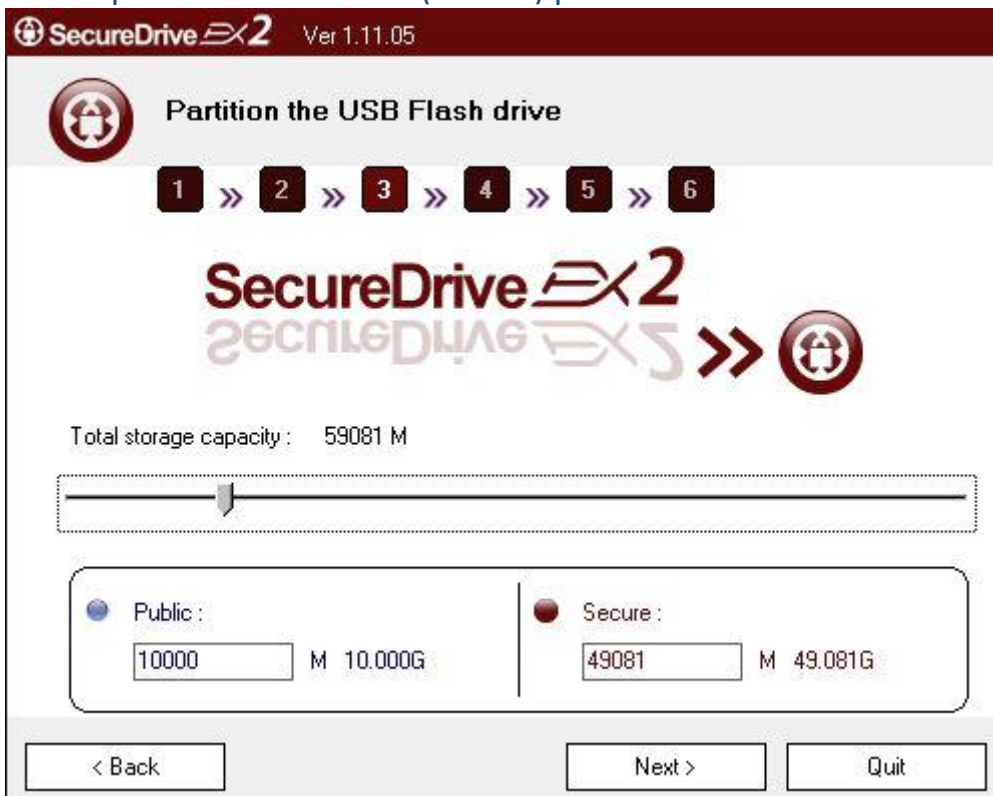 SecureDrive EX2 Ver 1.11.05
Partition the USB Flash drive
1 » 2 » 3 » 4 » 5 » 6
SecureDrive EX2 »
Total storage capacity : 59081 M
Public : Secure :
10000 M 10.000G 49081 M 49.081G
< Back Next > Quit